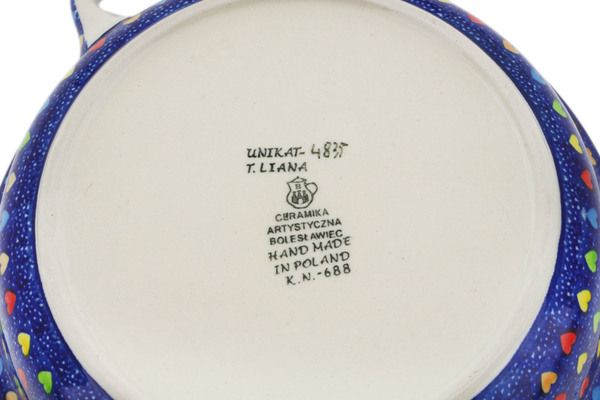 UNIKAT-4835
T. LIANA
B
CERAMIKA
ARTYSTYCZNA
BOLESŁAWIEC
HAND MADE
IN POLAND
K.N.-688